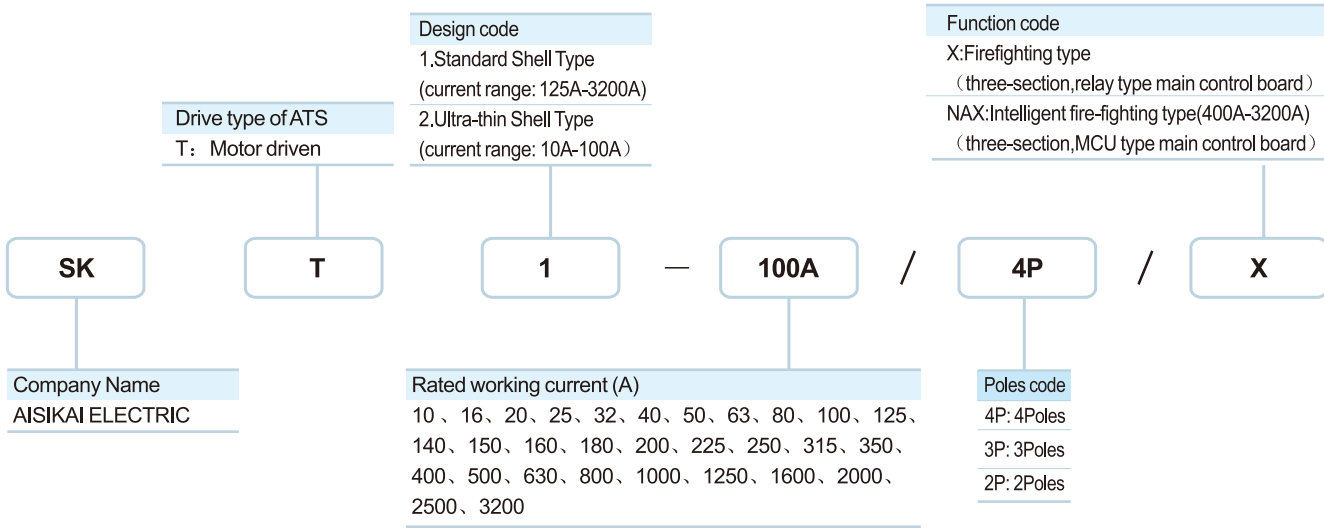 Design code
1.Standard Shell Type
(current range: 125A-3200A)
2.Ultra-thin Shell Type
(current range: 10A-100A）
Function code
X:Firefighting type
（three-section,relay type main control board）
NAX:Intelligent fire-fighting type(400A-3200A)
（three-section,MCU type main control board）
Drive type of ATS
T： Motor driven
SK T 1 — 100A / 4P / X
Company Name
AISIKAI ELECTRIC
Rated working current (A)
10 、16、20、25、32、40、50、63、80、100、125、
140、150、160、180、200、225、250、315、350、
400、500、630、800、1000、1250、1600、2000、
2500、3200
Poles code
4P: 4Poles
3P: 3Poles
2P: 2Poles